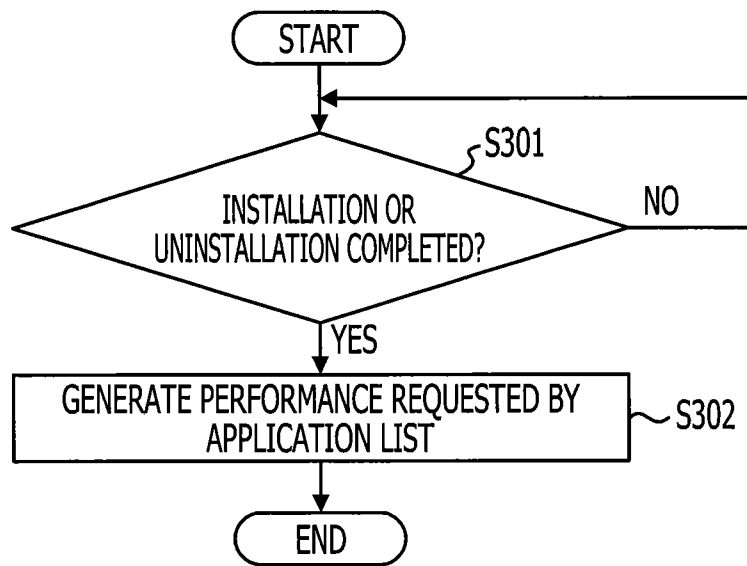 START
S301
INSTALLATION OR
UNINSTALLATION COMPLETED?
NO
YES
GENERATE PERFORMANCE REQUESTED BY
APPLICATION LIST
S302
END